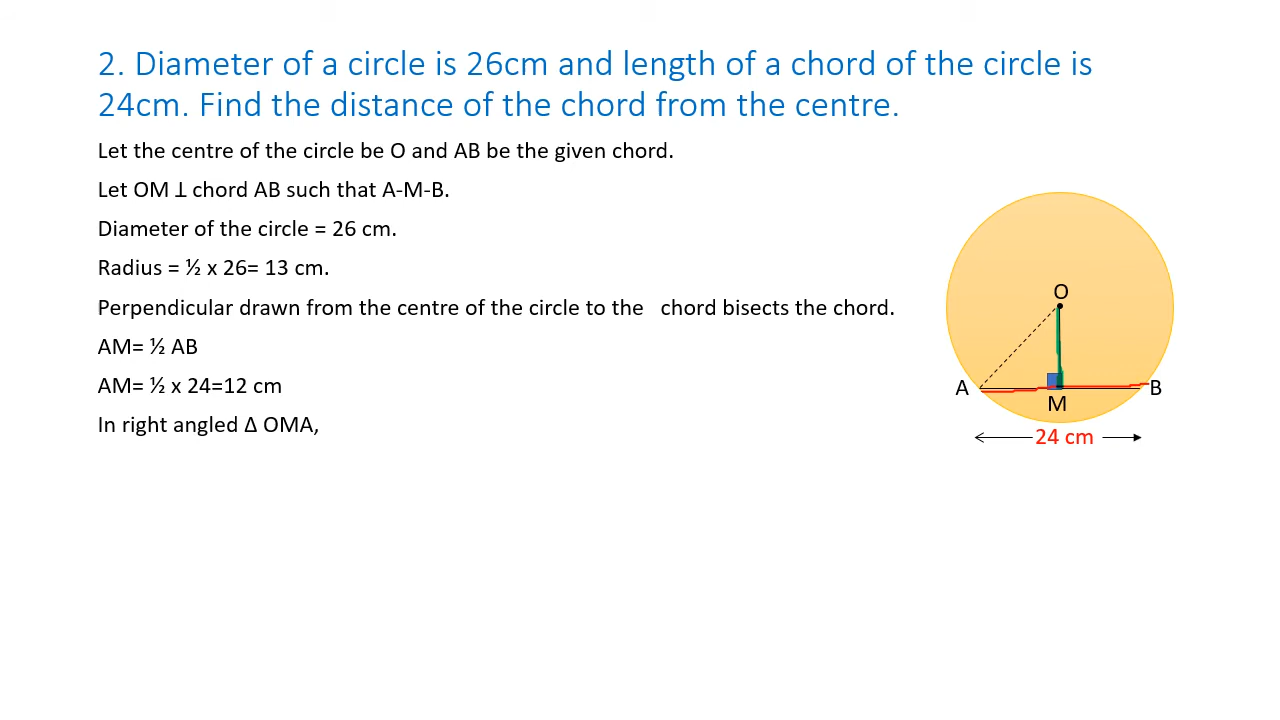 2. Diameter of a circle is 26cm and length of a chord of the circle is
24cm. Find the distance of the chord from the centre.
Let the centre of the circle be O and AB be the given chord.
Let OM ⊥ chord AB such that A-M-B.
Diameter of the circle = 26 cm.
Radius = ½ x 26= 13 cm.
Perpendicular drawn from the centre of the circle to the chord bisects the chord.
AM= ½ AB
AM= ½ x 24=12 cm
In right angled Δ OMA,
O
A
B
M
24 cm